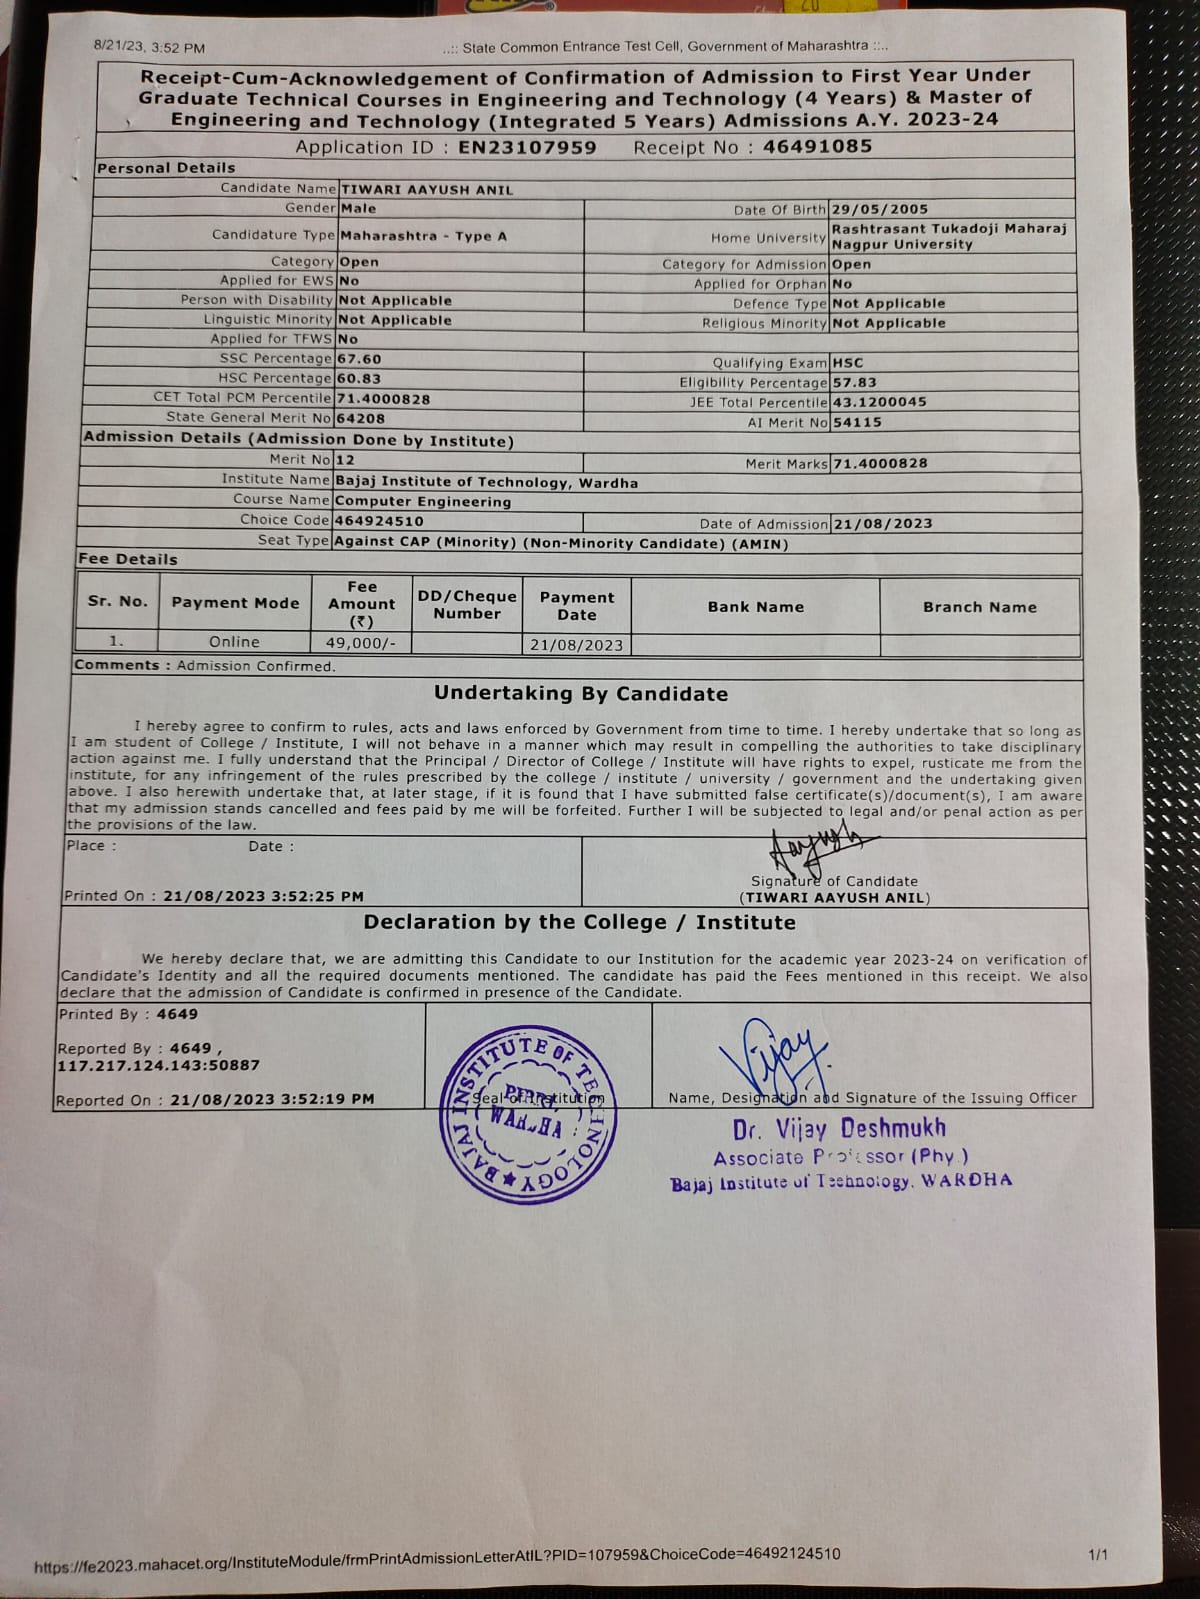 8/21/23, 3:52 PM
..:: State Common Entrance Test Cell, Government of Maharashtra ::..
Receipt-Cum-Acknowledgement of Confirmation of Admission to First Year Under
Graduate Technical Courses in Engineering and Technology (4 Years) & Master of
Engineering and Technology (Integrated 5 Years) Admissions A.Y. 2023-24
Application ID : EN23107959 Receipt No : 46491085
Personal Details
Candidate Name TIWARI AAYUSH ANIL
Gender Male Date Of Birth 29/05/2005
Candidature Type Maharashtra - Type A Home University Rashtrasant Tukadoji Maharaj
Nagpur University
Category Open Category for Admission Open
Applied for EWS No Applied for Orphan No
Person with Disability Not Applicable Defence Type Not Applicable
Linguistic Minority Not Applicable Religious Minority Not Applicable
Applied for TFWS No
SSC Percentage 67.60 Qualifying Exam HSC
HSC Percentage 60.83 Eligibility Percentage 57.83
CET Total PCM Percentile 71.4000828 JEE Total Percentile 43.1200045
State General Merit No 64208 AI Merit No 54115
Admission Details (Admission Done by Institute)
Merit No 12 Merit Marks 71.4000828
Institute Name Bajaj Institute of Technology, Wardha
Course Name Computer Engineering
Choice Code 464924510 Date of Admission 21/08/2023
Seat Type Against CAP (Minority) (Non-Minority Candidate) (AMIN)
Fee Details
Sr. No. Payment Mode Fee Amount (₹) DD/Cheque Number Payment Date Bank Name Branch Name
1. Online 49,000/- 21/08/2023
Comments : Admission Confirmed.
Undertaking By Candidate
I hereby agree to confirm to rules, acts and laws enforced by Government from time to time. I hereby undertake that so long as
I am student of College / Institute, I will not behave in a manner which may result in compelling the authorities to take disciplinary
action against me. I fully understand that the Principal / Director of College / Institute will have rights to expel, rusticate me from the
institute, for any infringement of the rules prescribed by the college / institute / university / government and the undertaking given
above. I also herewith undertake that, at later stage, if it is found that I have submitted false certificate(s)/document(s), I am aware
that my admission stands cancelled and fees paid by me will be forfeited. Further I will be subjected to legal and/or penal action as per
the provisions of the law.
Place : Date :
Aayush
Signature of Candidate
Printed On : 21/08/2023 3:52:25 PM (TIWARI AAYUSH ANIL)
Declaration by the College / Institute
We hereby declare that, we are admitting this Candidate to our Institution for the academic year 2023-24 on verification of
Candidate's Identity and all the required documents mentioned. The candidate has paid the Fees mentioned in this receipt. We also
declare that the admission of Candidate is confirmed in presence of the Candidate.
Printed By : 4649
Reported By : 4649 ,
117.217.124.143:50887
Reported On : 21/08/2023 3:52:19 PM
Seal of Institution
BAJAJ INSTITUTE OF TECHNOLOGY
WARDHA
Vijay
Name, Designation and Signature of the Issuing Officer
Dr. Vijay Deshmukh
Associate Professor (Phy.)
Bajaj Institute of Technology, WARDHA
https://fe2023.mahacet.org/InstituteModule/frmPrintAdmissionLetterAtIL?PID=107959&ChoiceCode=46492124510
1/1